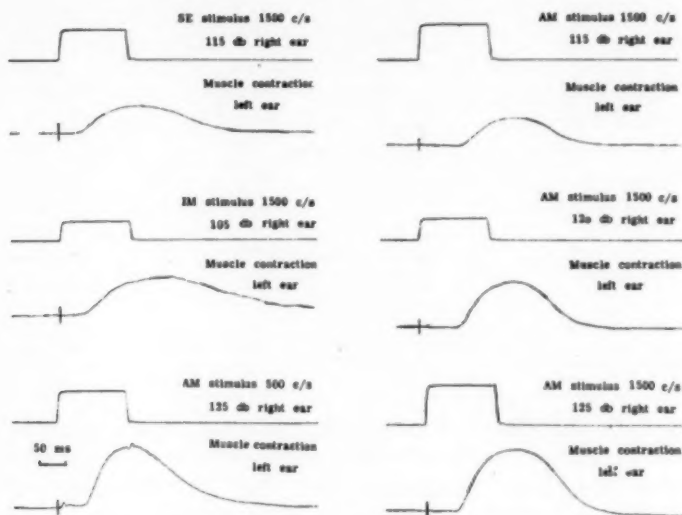 SE stimulus 1500 c/s
115 db right ear
Muscle contraction
left ear
AM stimulus 1500 c/s
115 db right ear
Muscle contraction
left ear
IM stimulus 1500 c/s
105 db right ear
Muscle contraction
left ear
AM stimulus 1500 c/s
12o db right ear
Muscle contraction
left ear
AM stimulus 500 c/s
125 db right ear
50 ms
Muscle contraction
left ear
AM stimulus 1500 c/s
125 db right ear
Muscle contraction
left ear